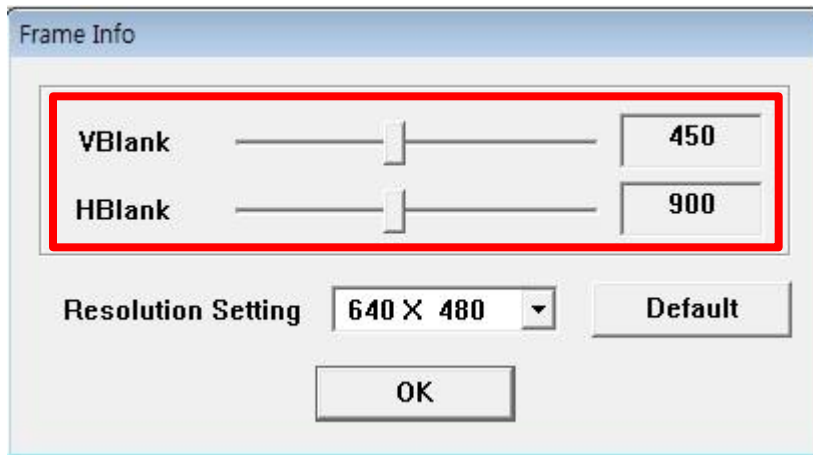 Frame Info
VBlank 450
HBlank 900
Resolution Setting 640 X 480 Default
OK